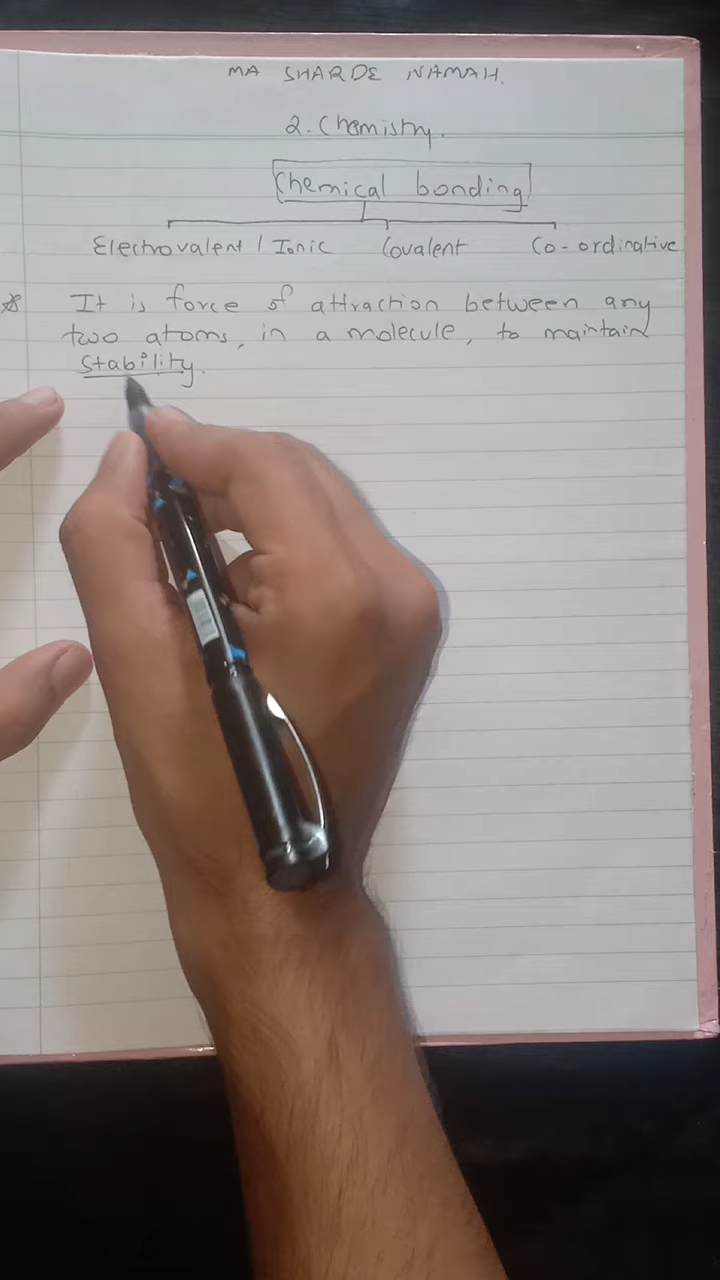 MA SHARDE NAMAH.
2. Chemistry.
Chemical bonding
Electrovalent / Ionic Covalent Co-ordinative
* It is force of attraction between any
two atoms, in a molecule, to maintain
stability.